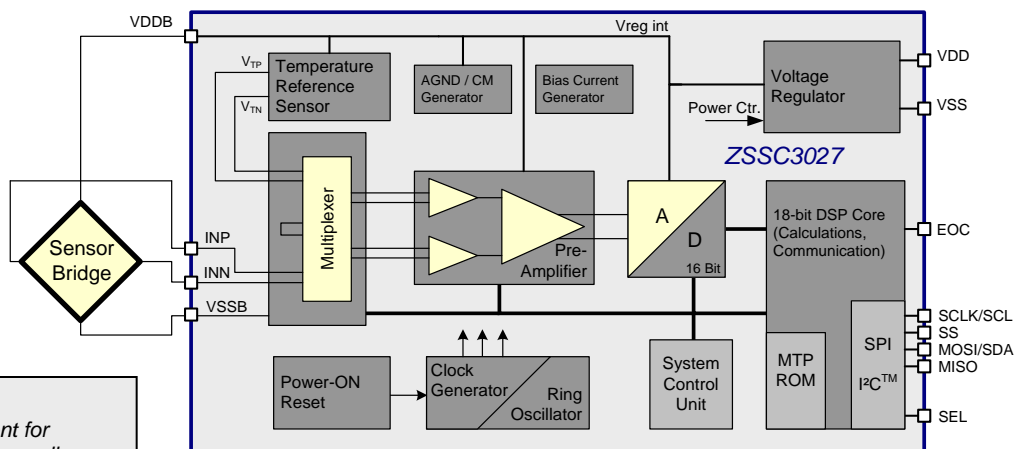 VDDB
Vreg int
VTP
VTN
Temperature
Reference
Sensor
AGND / CM
Generator
Bias Current
Generator
Voltage
Regulator
VDD
VSS
Power Ctr.
ZSSC3027
Multiplexer
Sensor
Bridge
INP
INN
VSSB
Pre-
Amplifier
A
D
16 Bit
18-bit DSP Core
(Calculations,
Communication)
EOC
SCLK/SCL
SS
MOSI/SDA
MISO
SEL
SPI
I²C™
MTP
ROM
System
Control
Unit
Power-ON
Reset
Clock
Generator
Ring
Oscillator
nt for